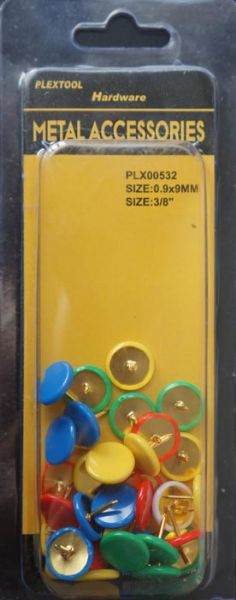 PLEXTOOL
Hardware
METAL ACCESSORIES
PLX00532
SIZE:0.9x9MM
SIZE:3/8"